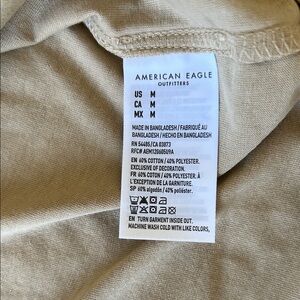 AMERICAN EAGLE
OUTFITTERS
US M
CA M
MX M
MADE IN BANGLADESH / FABRIQUÉ AU
BANGLADESH / HECHO EN BANGLADESH
RN 54485/CA 03073
EN 60% COTTON / 40% POLYESTER.
EXCLUSIVE OF DECORATION.
FR 60% COTON / 40% POLYESTER. À
L'EXCEPTION DE LA GARNITURE.
SP 60% algodón / 40% poliéster.
EN TURN GARMENT INSIDE OUT.
MACHINE WASH COLD WITH LIKE COLORS,